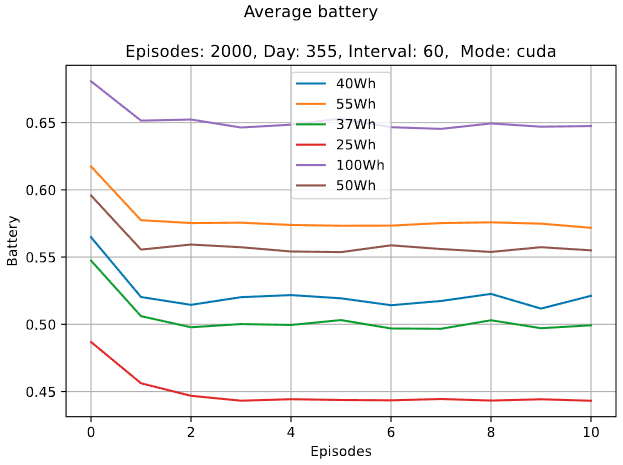 Average battery
Episodes: 2000, Day: 355, Interval: 60,  Mode: cuda
40Wh
55Wh
37Wh
25Wh
100Wh
50Wh
Battery
0.65
0.60
0.55
0.50
0.45
0 2 4 6 8 10
Episodes